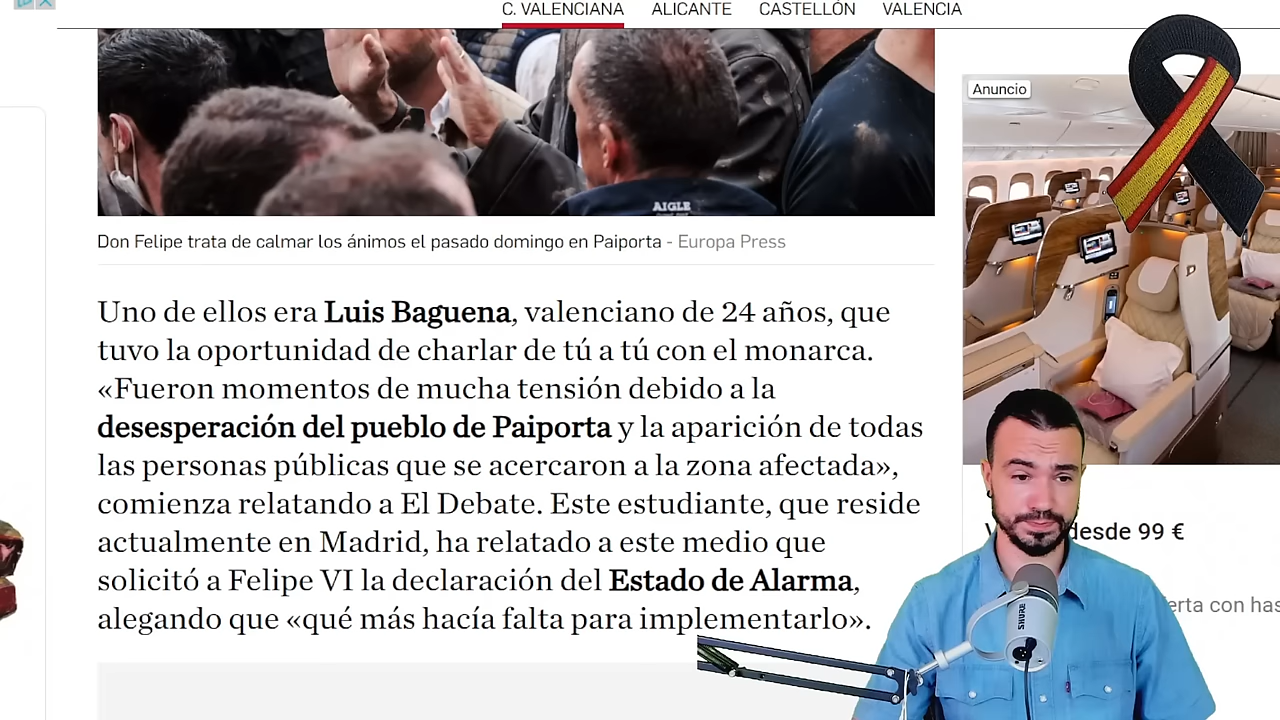 C. VALENCIANA ALICANTE CASTELLÓN VALENCIA
Anuncio
AIGLE
Don Felipe trata de calmar los ánimos el pasado domingo en Paiporta - Europa Press
Uno de ellos era Luis Baguena, valenciano de 24 años, que
tuvo la oportunidad de charlar de tú a tú con el monarca.
«Fueron momentos de mucha tensión debido a la
desesperación del pueblo de Paiporta y la aparición de todas
las personas públicas que se acercaron a la zona afectada»,
comienza relatando a El Debate. Este estudiante, que reside
actualmente en Madrid, ha relatado a este medio que
solicitó a Felipe VI la declaración del Estado de Alarma,
alegando que «qué más hacía falta para implementarlo».
desde 99 €
con
SHURE